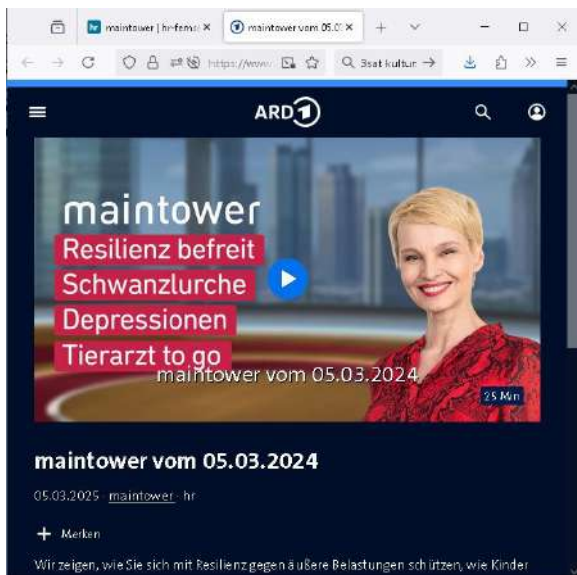 hr maintower | hr-ferns
maintower vom 05.0
https://www.
3sat kultur
ARD 1
maintower
Resilienz befreit
Schwanzlurche
Depressionen
Tierarzt to go
maintower vom 05.03.2024
25 Min
maintower vom 05.03.2024
05.03.2025 · maintower · hr
+ Merken
Wir zeigen, wie Sie sich mit Resilienz gegen äußere Belastungen schützen, wie Kinder